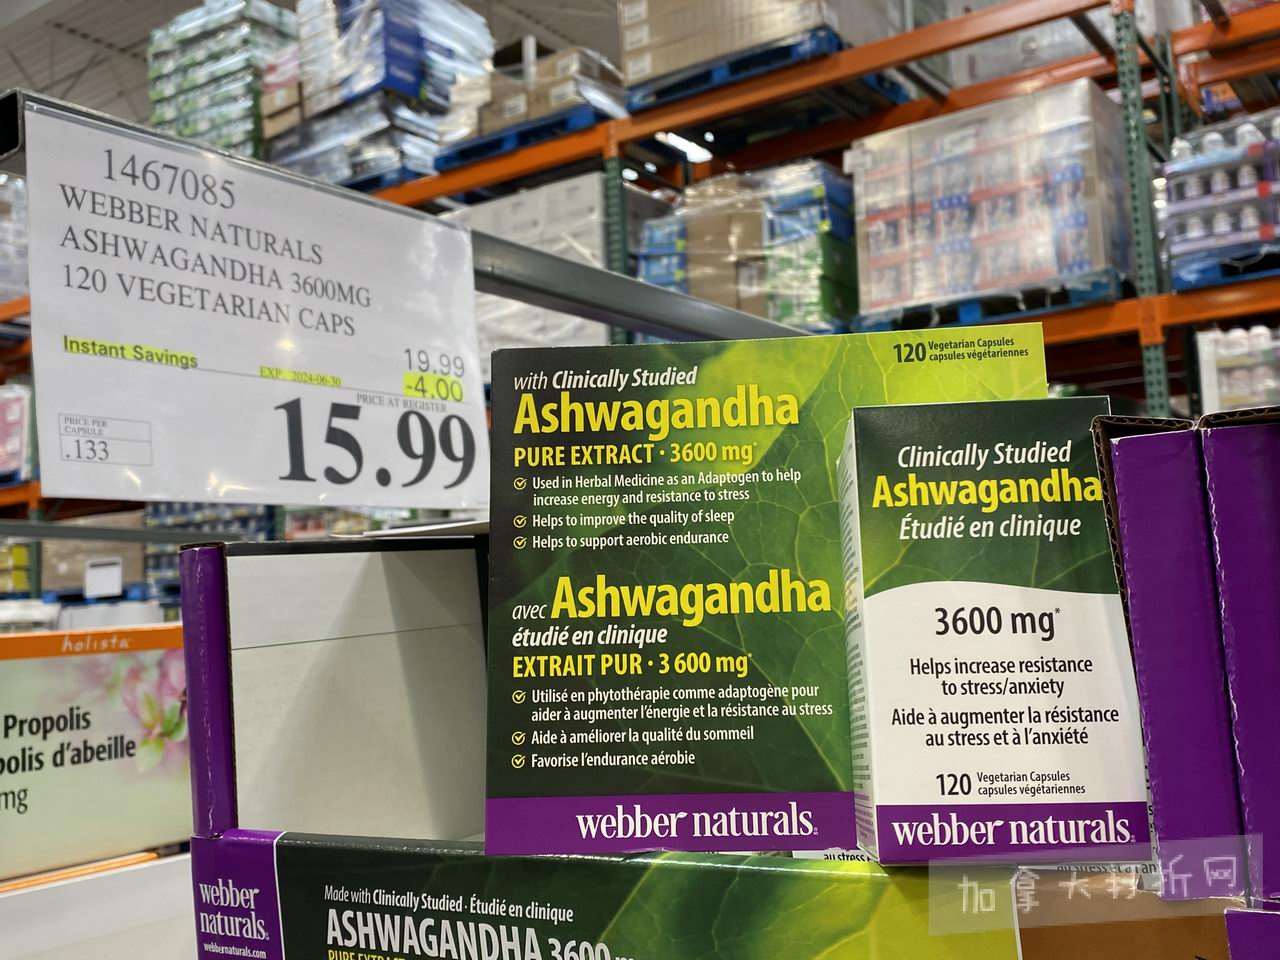 1467085
WEBBER NATURALS
ASHWAGANDHA 3600MG
120 VEGETARIAN CAPS
Instant Savings
EXP. 2024-06-30
19.99
-4.00
PRICE AT REGISTER
15.99
PRICE PER
CAPSULE
.133
120 Vegetarian Capsules
capsules végétariennes
with Clinically Studied
Ashwagandha
PURE EXTRACT · 3600 mg*
Used in Herbal Medicine as an Adaptogen to help
increase energy and resistance to stress
Helps to improve the quality of sleep
Helps to support aerobic endurance
avec Ashwagandha
étudié en clinique
EXTRAIT PUR · 3 600 mg*
Utilisé en phytothérapie comme adaptogène pour
aider à augmenter l'énergie et la résistance au stress
Aide à améliorer la qualité du sommeil
Favorise l'endurance aérobie
webber naturals
Clinically Studied
Ashwagandha
Étudié en clinique
3600 mg*
Helps increase resistance
to stress/anxiety
Aide à augmenter la résistance
au stress et à l'anxiété
120 Vegetarian Capsules
capsules végétariennes
webber naturals
holista
Propolis
d'abeille
mg
webber
naturals
webbernaturals.com
Made with Clinically Studied · Étudié en clinique
ASHWAGANDHA 3600
au stress
加拿大打折网